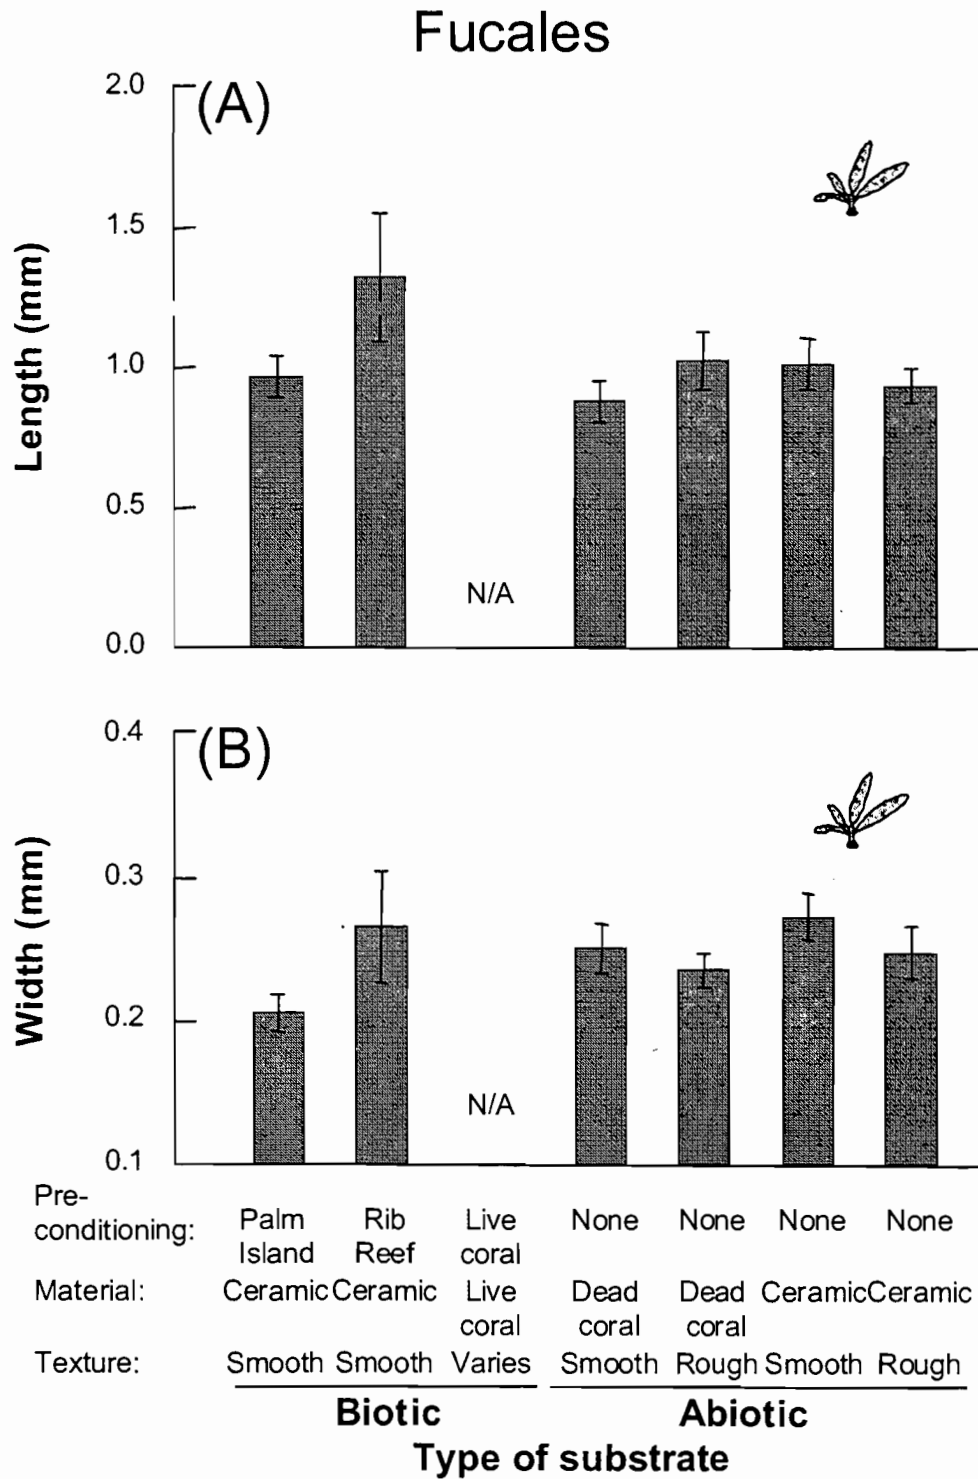 Fucales
(A)
Length (mm)
2.0
1.5
1.0
0.5
0.0
N/A
(B)
Width (mm)
0.4
0.3
0.2
0.1
N/A
Pre-
conditioning: Palm Rib Live None None None None
Island Reef coral
Material: Ceramic Ceramic Live Dead Dead Ceramic Ceramic
coral coral coral
Texture: Smooth Smooth Varies Smooth Rough Smooth Rough
Biotic Abiotic
Type of substrate